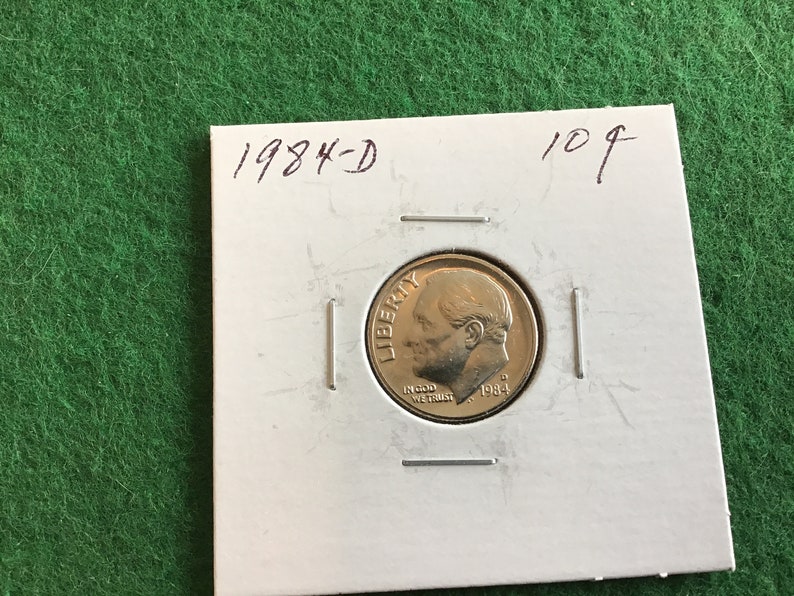 1984-D 10¢
LIBERTY
IN GOD
WE TRUST
D
1984